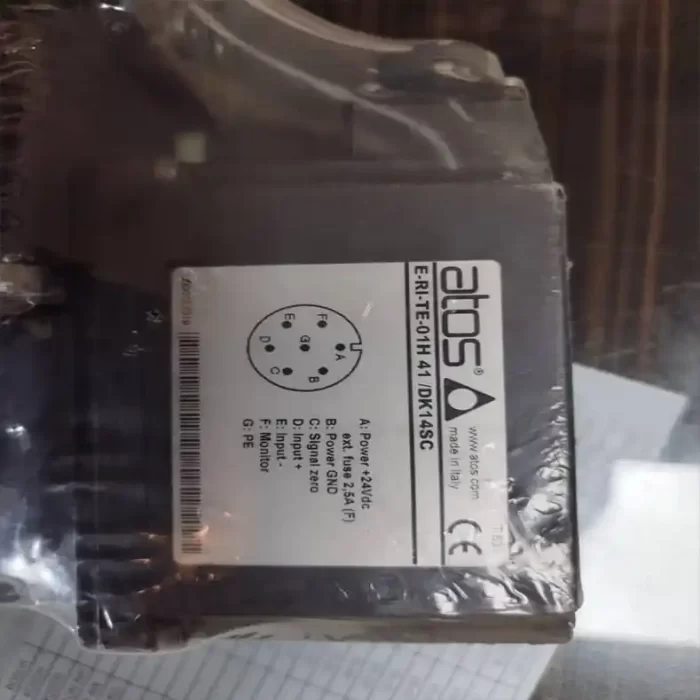 atos®
www.atos.com
made in Italy
CE
E-RI-TE-01H 41 /DK14SC
A
B
C
D
E
F
G
A: Power +24Vdc
ext. fuse 2,5A (F)
B: Power GND
C: Signal zero
D: Input +
E: Input -
F: Monitor
G: PE